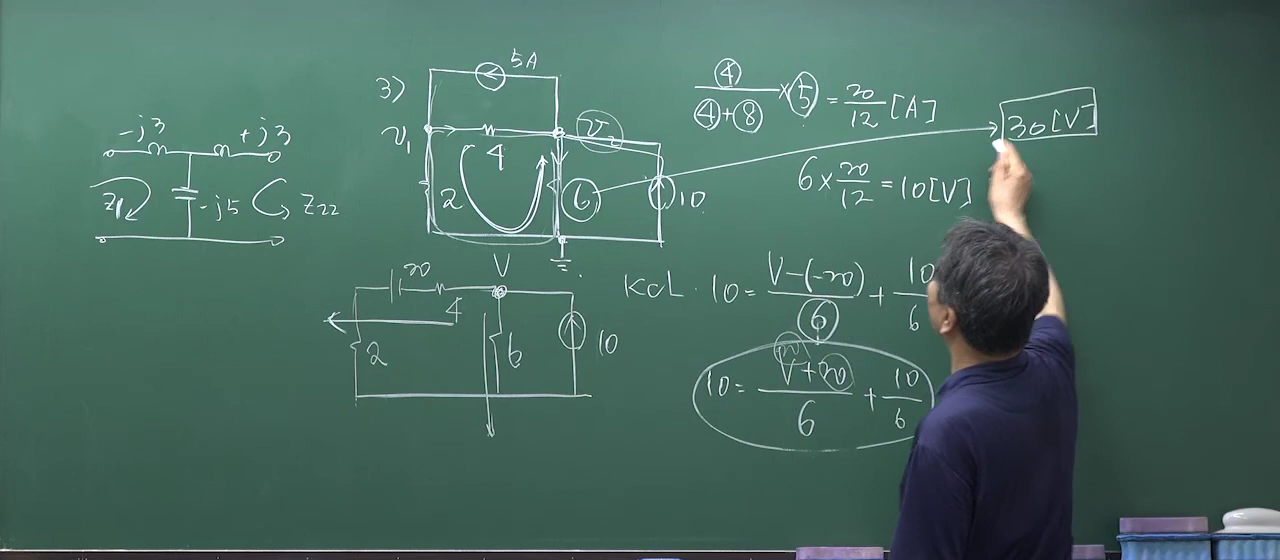 -j3
+j3
Z1
-j5
Z22
3)
5A
V1
4
V2
2
6
10
20
4
V
2
6
10
4/(4+8) × 5 = 20/12 [A]
6 × 20/12 = 10[V]
30[V]
KCL · 10 = (V-(-20))/6 + 10/6
10 = (V+20)/6 + 10/6